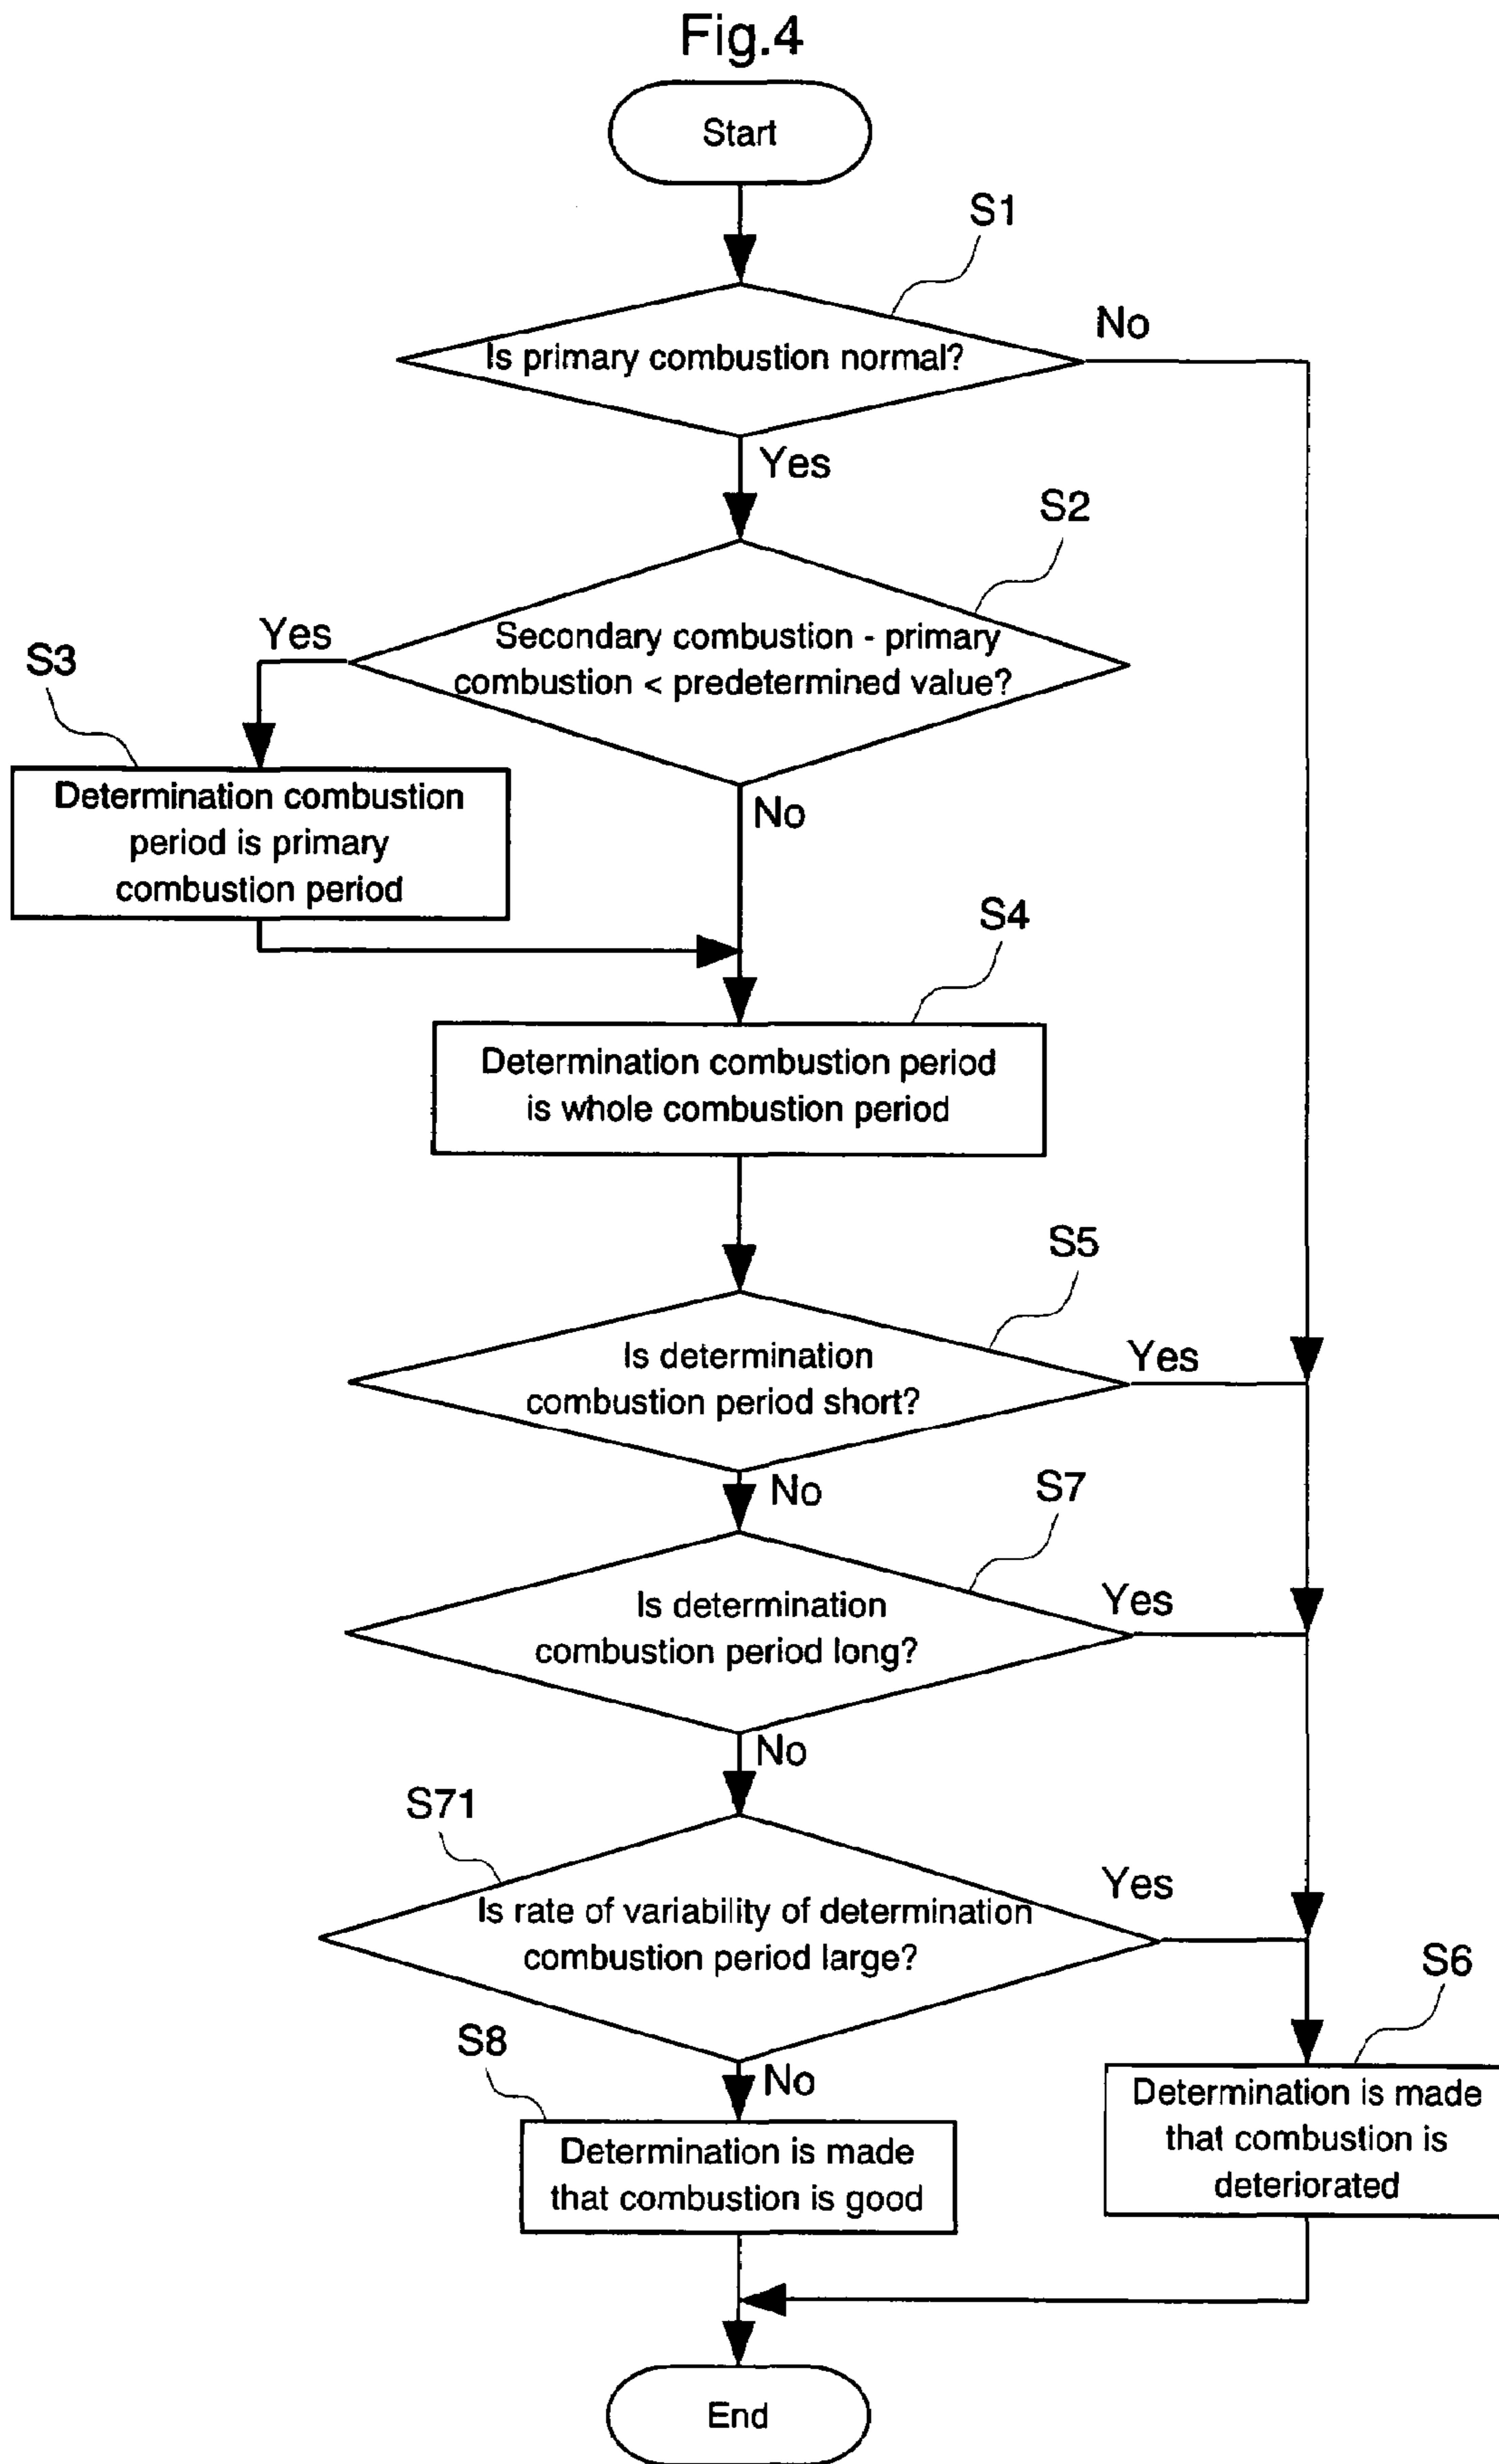 Fig.4
Start
S1
Is primary combustion normal?
No
Yes
S2
Secondary combustion - primary
combustion < predetermined value?
Yes
S3
Determination combustion
period is primary
combustion period
No
S4
Determination combustion period
is whole combustion period
S5
Is determination
combustion period short?
Yes
No
S7
Is determination
combustion period long?
Yes
No
S71
Is rate of variability of determination
combustion period large?
Yes
S6
Determination is made
that combustion is
deteriorated
No
S8
Determination is made
that combustion is good
End